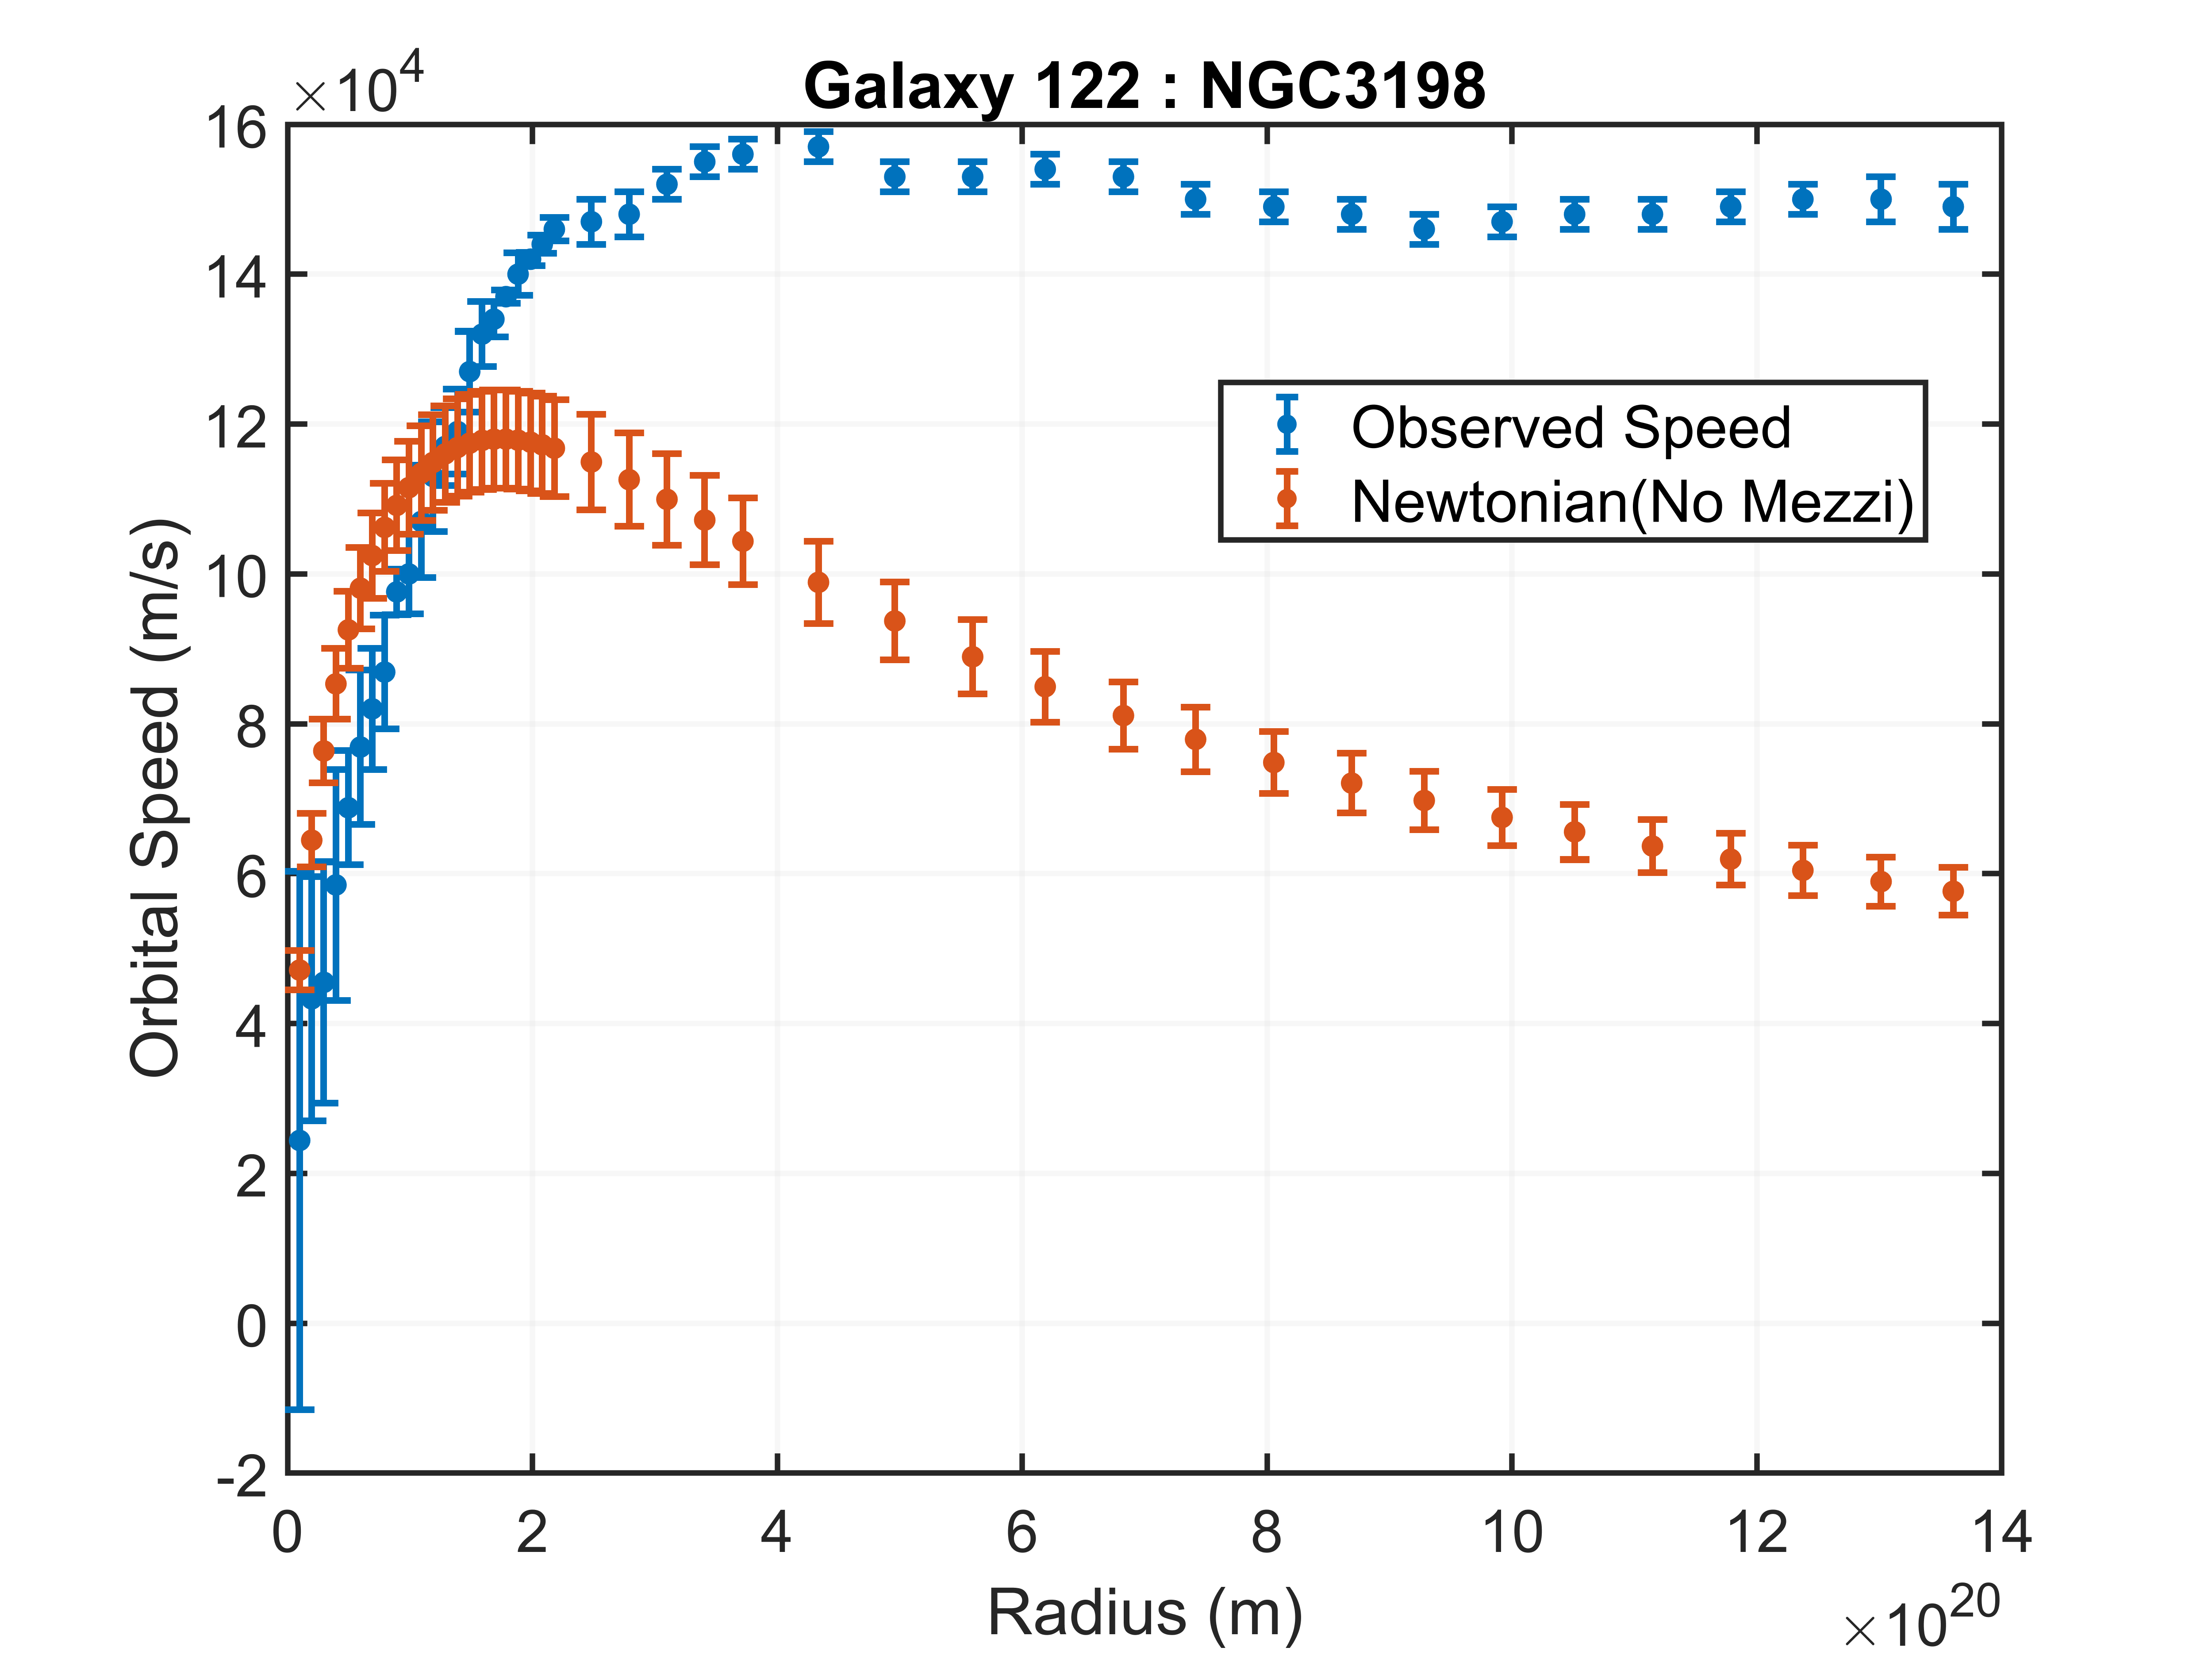 ×10⁴
Galaxy 122 : NGC3198
16
14
12
10
8
6
4
2
0
-2
Orbital Speed (m/s)
Observed Speed
Newtonian(No Mezzi)
0 2 4 6 8 10 12 14
Radius (m)
×10²⁰